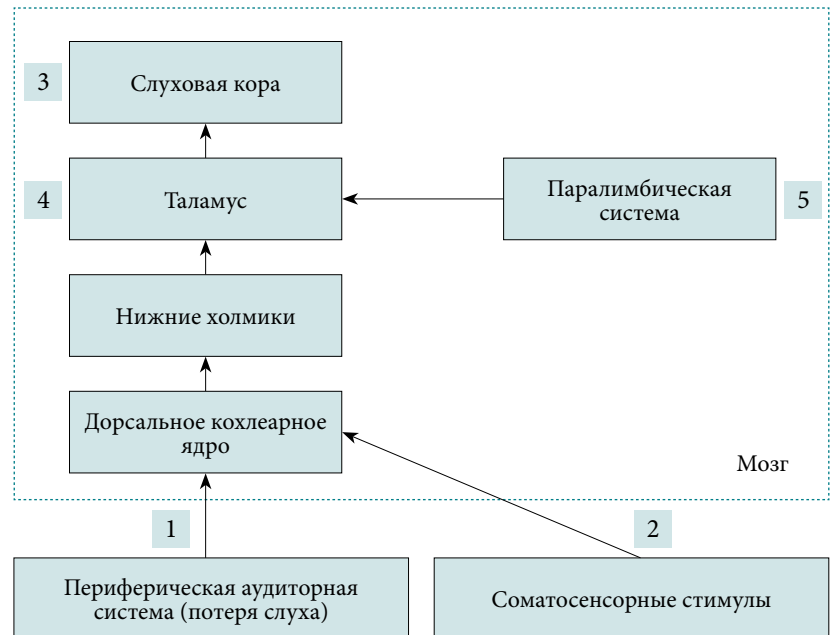 3
Слуховая кора
4
Таламус
Паралимбическая
система
5
Нижние холмики
Дорсальное кохлеарное
ядро
Мозг
1
2
Периферическая аудиторная
система (потеря слуха)
Соматосенсорные стимулы